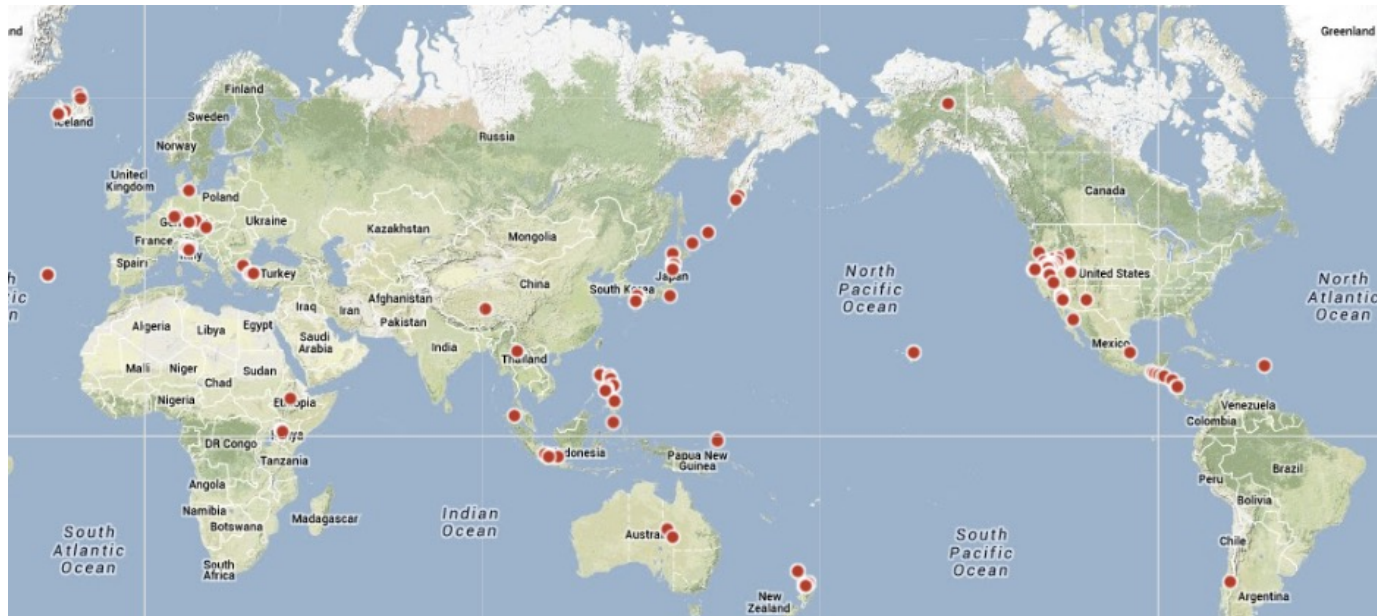 Greenland
Finland
Iceland
Sweden
Russia
Norway
United
Kingdom
Canada
Poland
Ukraine
Kazakhstan
Mongolia
France
Italy
Spain
Turkey
North
Pacific
Ocean
United States
North
Atlantic
Ocean
Japan
South Korea
China
Afghanistan
Iraq
Iran
Pakistan
Algeria
Libya
Egypt
Saudi
Arabia
India
Thailand
Mexico
Mali
Niger
Chad
Sudan
Nigeria
Ethiopia
Venezuela
Colombia
DR Congo
Kenya
Tanzania
Indonesia
Papua New
Guinea
Peru
Brazil
Angola
Namibia
Botswana
Madagascar
Indian
Ocean
Bolivia
South
Atlantic
Ocean
South
Africa
South
Pacific
Ocean
Chile
New
Zealand
Argentina